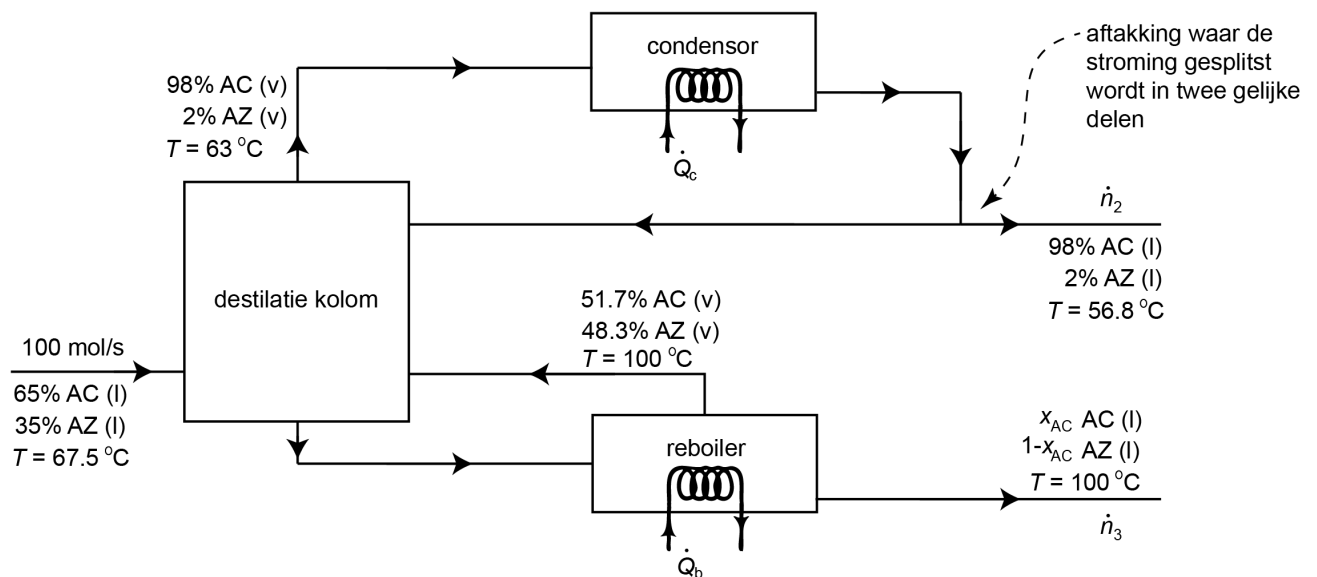 condensor
Q̇c
aftakking waar de
stroming gesplitst
wordt in twee gelijke
delen
98% AC (v)
2% AZ (v)
T = 63 °C
ṅ2
98% AC (l)
2% AZ (l)
T = 56.8 °C
destilatie kolom
51.7% AC (v)
48.3% AZ (v)
T = 100 °C
100 mol/s
65% AC (l)
35% AZ (l)
T = 67.5 °C
reboiler
Q̇b
xAC AC (l)
1-xAC AZ (l)
T = 100 °C
ṅ3